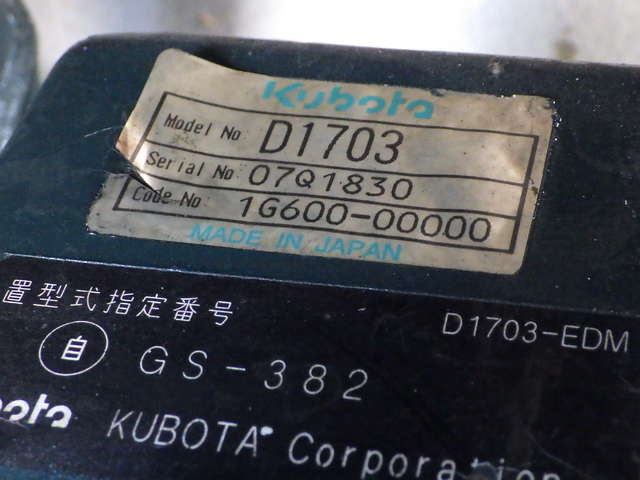 Kubota
Model No D1703
Serial No 07Q1830
Code No 1G600-00000
MADE IN JAPAN
置型式指定番号
D1703-EDM
自 GS-382
KUBOTA Corporation